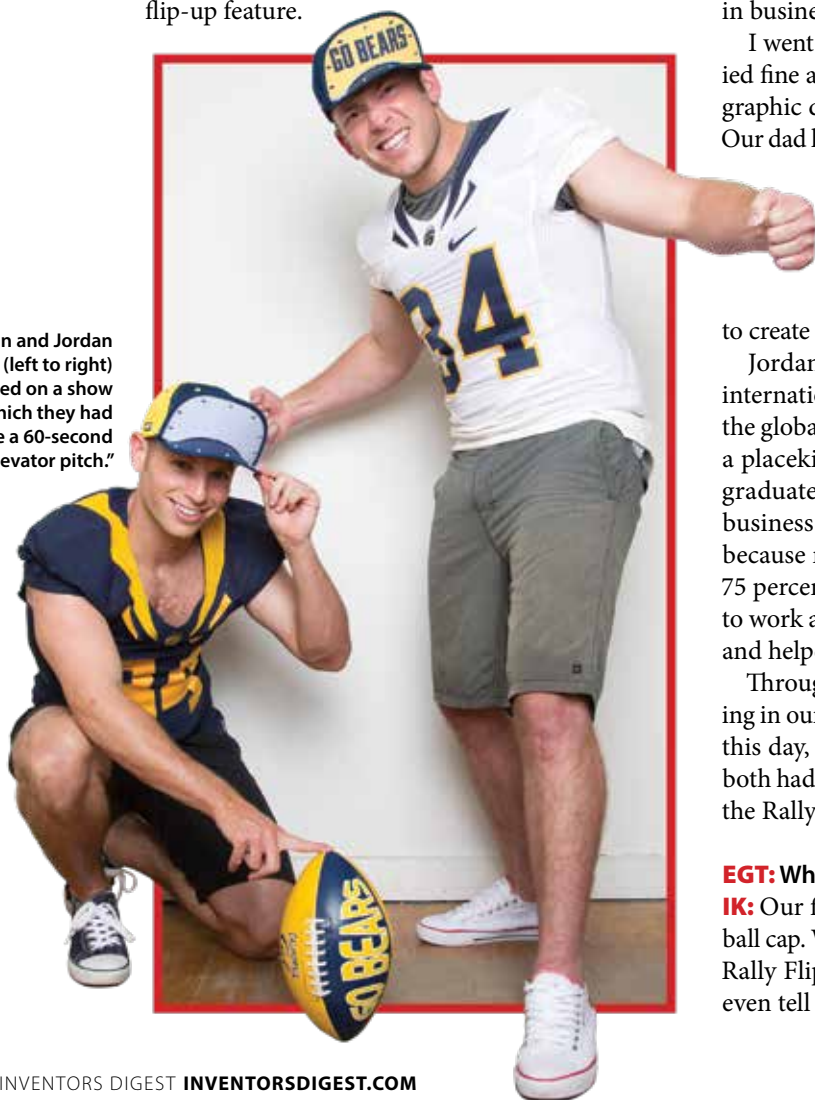 flip-up feature.
GO BEARS
34
n and Jordan
(left to right)
ed on a show
hich they had
e a 60-second
evator pitch.”
GO BEARS
in busine
I went
ied fine a
graphic d
Our dad h
to create
Jordan
internatio
the globa
a placeki
graduate
business
because r
75 percen
to work a
and helpe
Throug
ing in our
this day,
both had
the Rally
EGT: Wh
IK: Our f
ball cap. V
Rally Flip
even tell
INVENTORS DIGEST INVENTORSDIGEST.COM